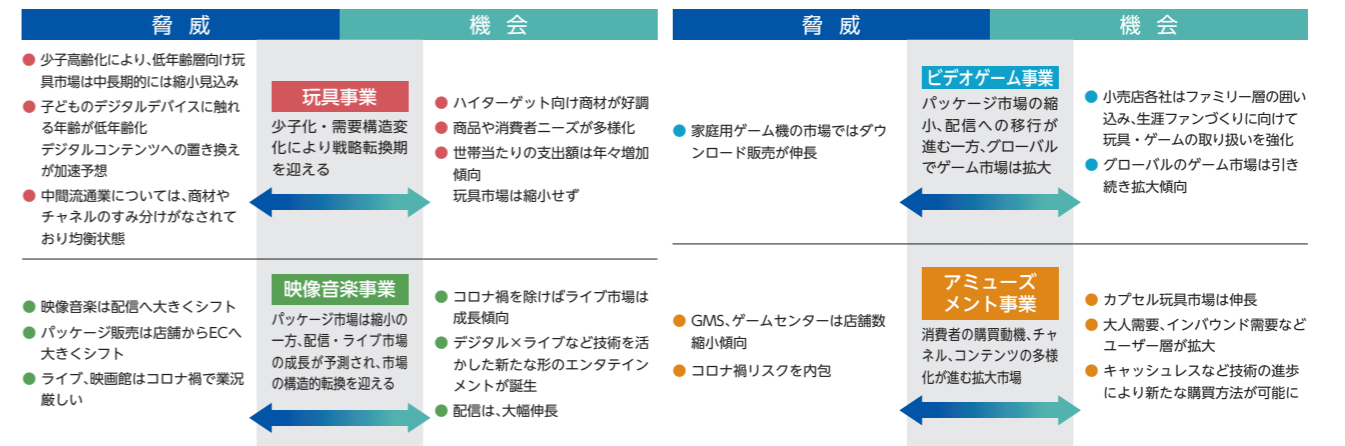 脅 威
機 会
少子高齢化により、低年齢層向け玩
具市場は中長期的には縮小見込み
子どものデジタルデバイスに触れ
る年齢が低年齢化
デジタルコンテンツへの置き換え
が加速予想
中間流通業については、商材や
チャネルのすみ分けがなされて
おり均衡状態
玩具事業
少子化・需要構造変
化により戦略転換期
を迎える
ハイターゲット向け商材が好調
商品や消費者ニーズが多様化
世帯当たりの支出額は年々増加
傾向
玩具市場は縮小せず
映像音楽は配信へ大きくシフト
パッケージ販売は店舗からECへ
大きくシフト
ライブ、映画館はコロナ禍で業況
厳しい
映像音楽事業
パッケージ市場は縮小の
一方、配信・ライブ市場
の成長が予測され、市場
の構造的転換を迎える
コロナ禍を除けばライブ市場は
成長傾向
デジタル×ライブなど技術を活
かした新たな形のエンタテイン
メントが誕生
配信は、大幅伸長
脅 威
機 会
家庭用ゲーム機の市場ではダウ
ンロード販売が伸長
ビデオゲーム事業
パッケージ市場の縮
小、配信への移行が
進む一方、グローバル
でゲーム市場は拡大
小売店各社はファミリー層の囲い
込み、生涯ファンづくりに向けて
玩具・ゲームの取り扱いを強化
グローバルのゲーム市場は引き
続き拡大傾向
GMS、ゲームセンターは店舗数
縮小傾向
コロナ禍リスクを内包
アミューズ
メント事業
消費者の購買動機、チャ
ネル、コンテンツの多様
化が進む拡大市場
カプセル玩具市場は伸長
大人需要、インバウンド需要など
ユーザー層が拡大
キャッシュレスなど技術の進歩
により新たな購買方法が可能に